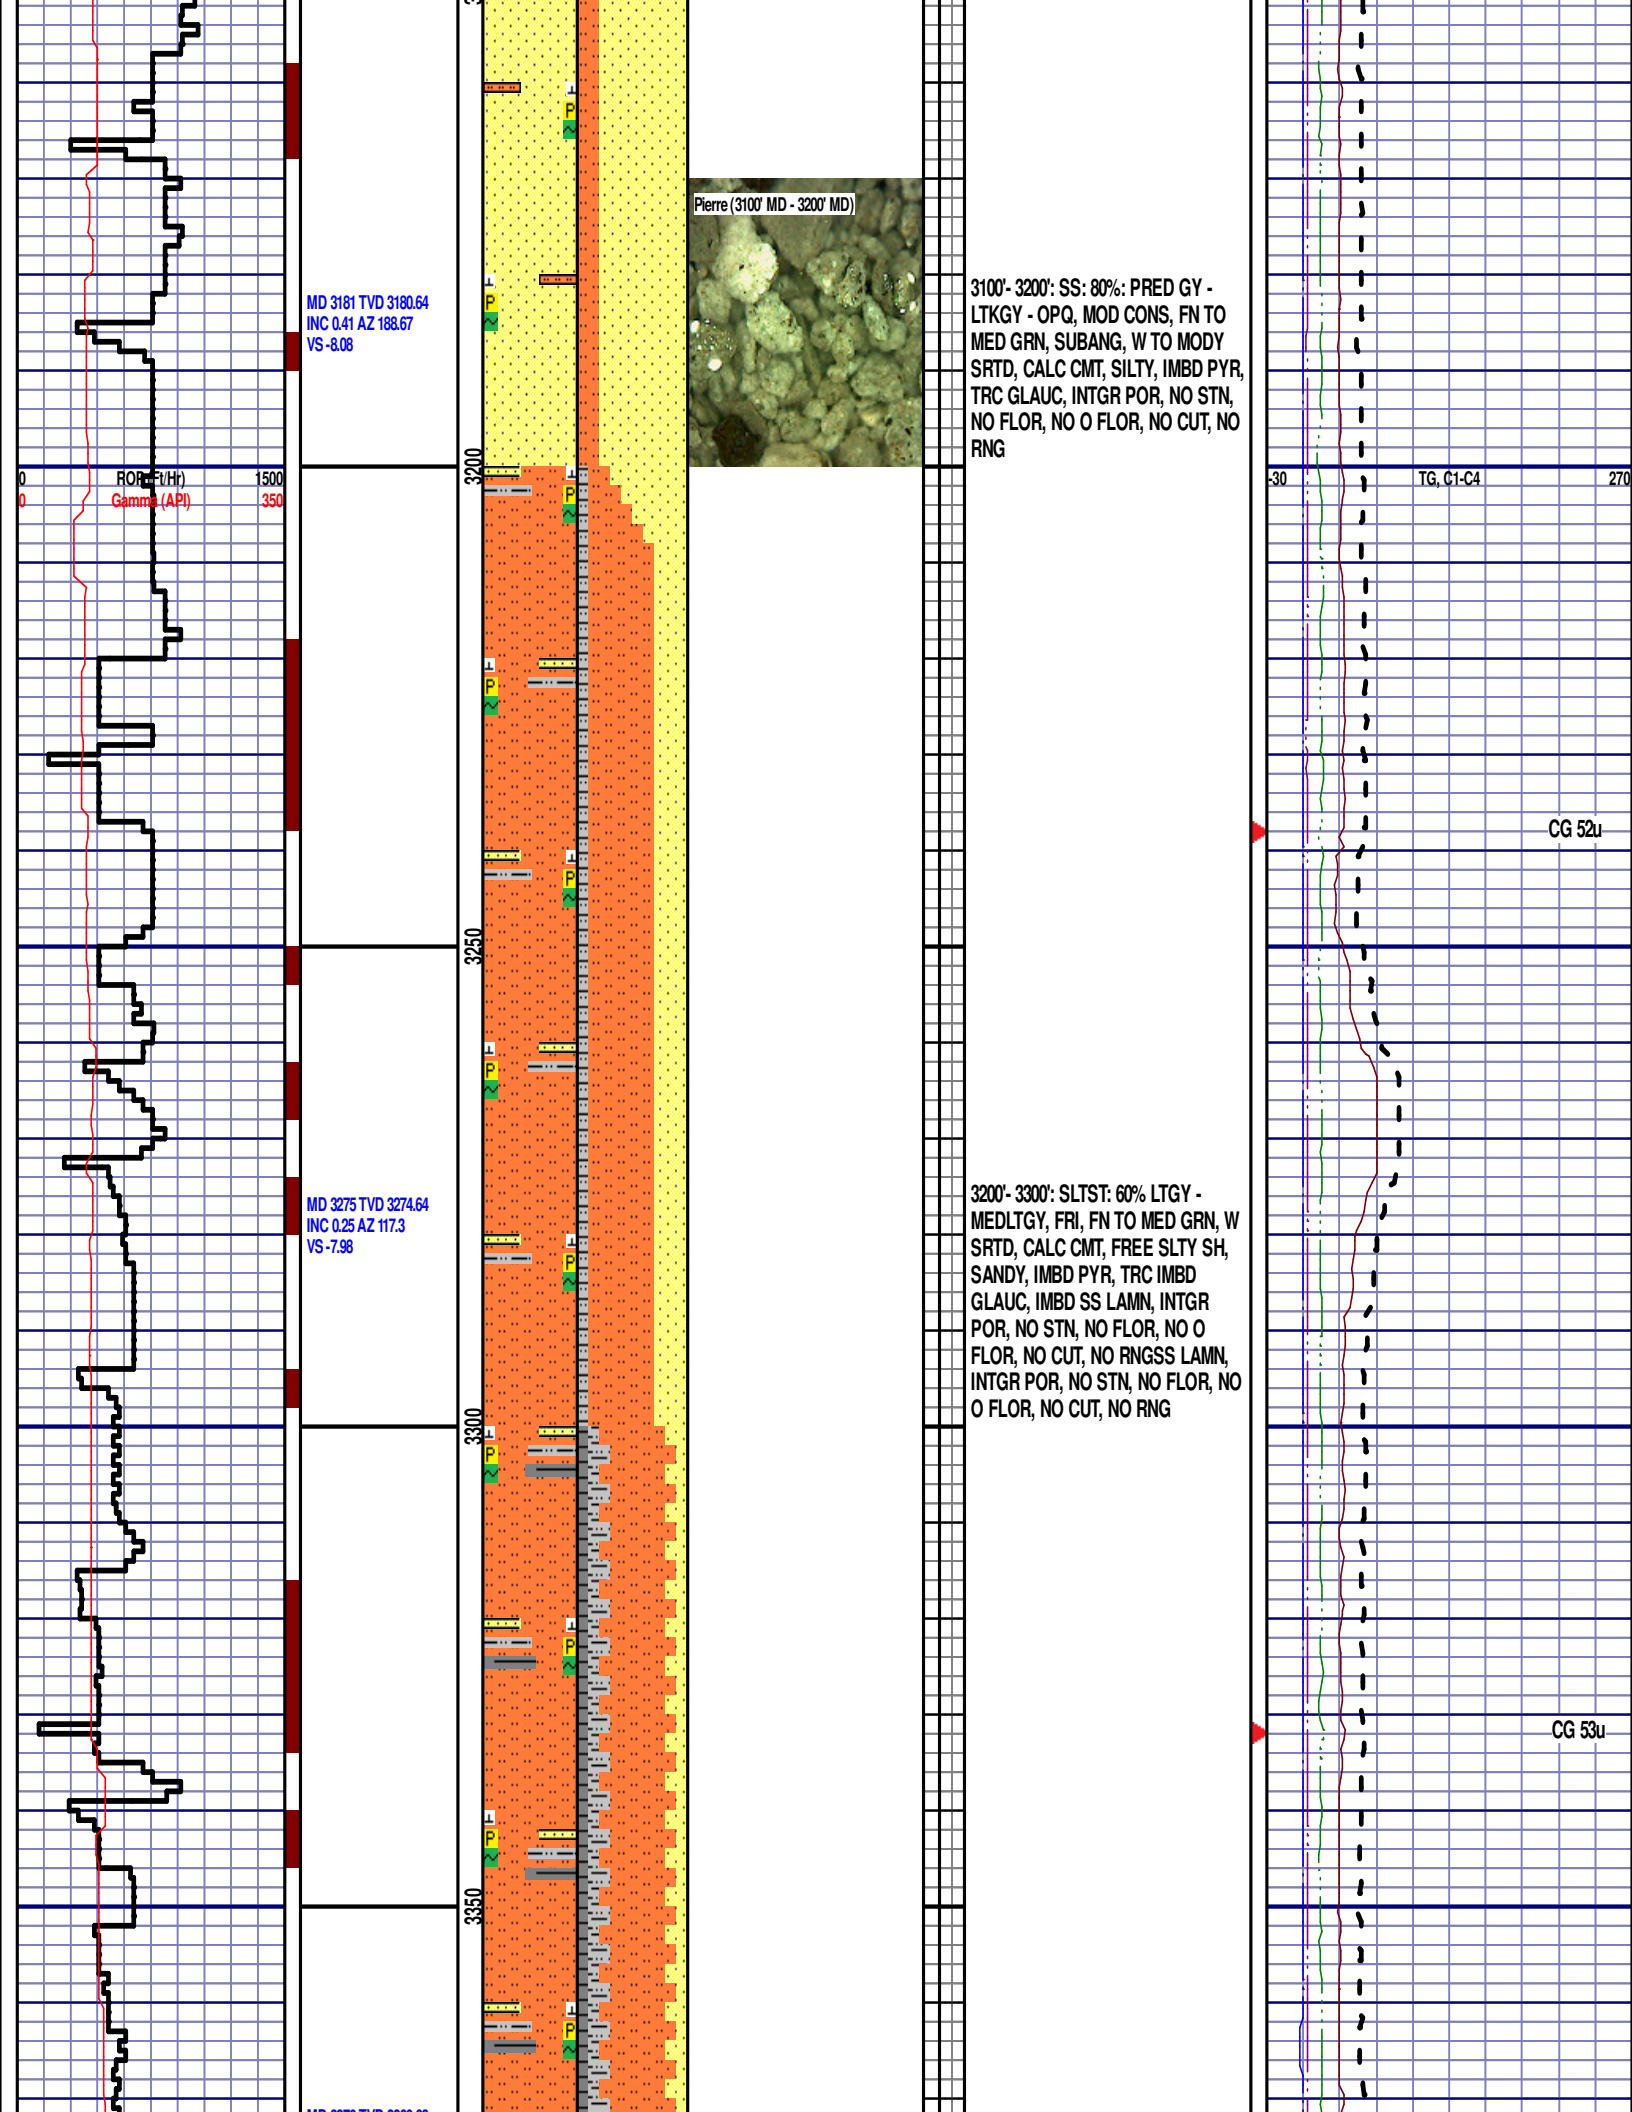 Pierre (3100' MD - 3200' MD)
MD 3181 TVD 3180.64
INC 0.41 AZ 188.67
VS -8.08
3100'- 3200': SS: 80%: PRED GY -
LTKGY - OPQ, MOD CONS, FN TO
MED GRN, SUBANG, W TO MODY
SRTD, CALC CMT, SILTY, IMBD PYR,
TRC GLAUC, INTGR POR, NO STN,
NO FLOR, NO O FLOR, NO CUT, NO
RNG
3200
0 ROP (Ft/Hr) 1500
0 Gamma (API) 350
-30 TG, C1-C4 270
CG 52u
3250
MD 3275 TVD 3274.64
INC 0.25 AZ 117.3
VS -7.98
3200'- 3300': SLTST: 60% LTGY -
MEDLTGY, FRI, FN TO MED GRN, W
SRTD, CALC CMT, FREE SLTY SH,
SANDY, IMBD PYR, TRC IMBD
GLAUC, IMBD SS LAMN, INTGR
POR, NO STN, NO FLOR, NO O
FLOR, NO CUT, NO RNGSS LAMN,
INTGR POR, NO STN, NO FLOR, NO
O FLOR, NO CUT, NO RNG
3300
CG 53u
3350
P
P
P
P
P
P
P
P
P
P
P